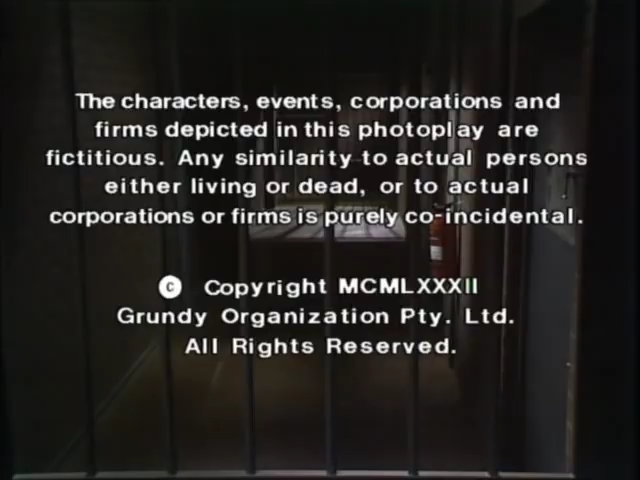 The characters, events, corporations and
firms depicted in this photoplay are
fictitious. Any similarity to actual persons
either living or dead, or to actual
corporations or firms is purely co-incidental.
© Copyright MCMLXXXII
Grundy Organization Pty. Ltd.
All Rights Reserved.